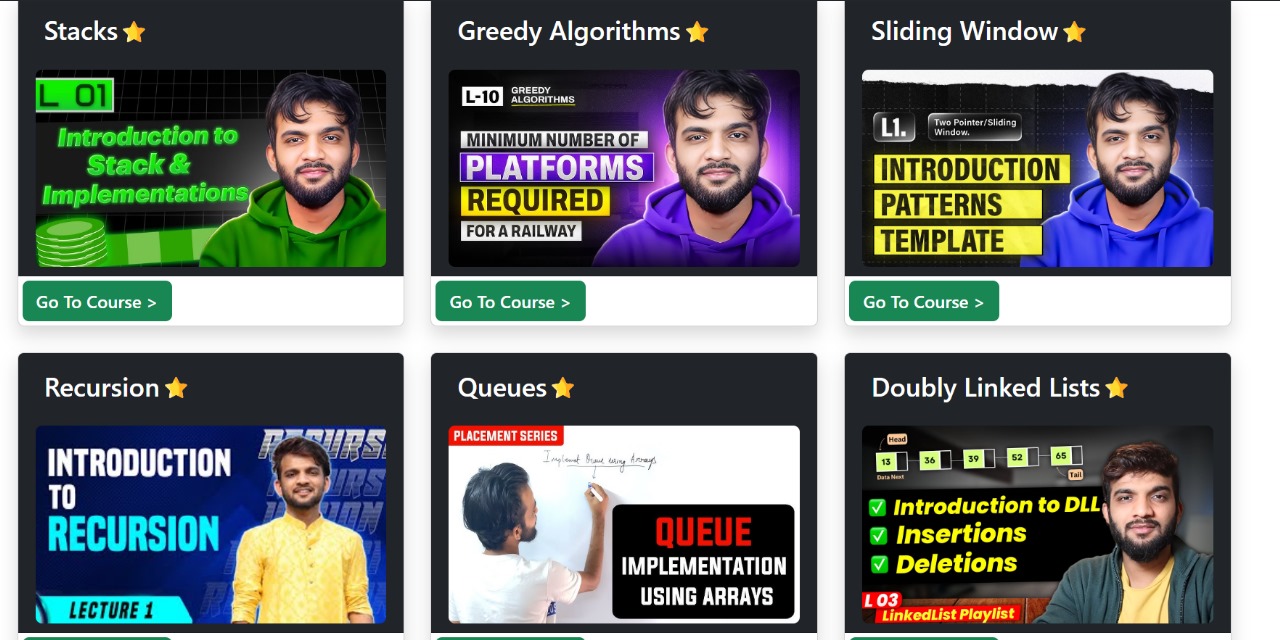 Stacks
Greedy Algorithms
Sliding Window
L 01
Introduction to
Stack &
Implementations
L-10
GREEDY
ALGORITHMS
MINIMUM NUMBER OF
PLATFORMS
REQUIRED
FOR A RAILWAY
L1.
Two Pointer/Sliding
Window.
INTRODUCTION
PATTERNS
TEMPLATE
Go To Course >
Go To Course >
Go To Course >
Recursion
Queues
Doubly Linked Lists
INTRODUCTION
TO
RECURSION
LECTURE 1
RECURS
PLACEMENT SERIES
Implement Queue using Arrays
QUEUE
IMPLEMENTATION
USING ARRAYS
Head
13 36 39 52 65
Data Next
Tail
Introduction to DLL
Insertions
Deletions
L 03
LinkedList Playlist